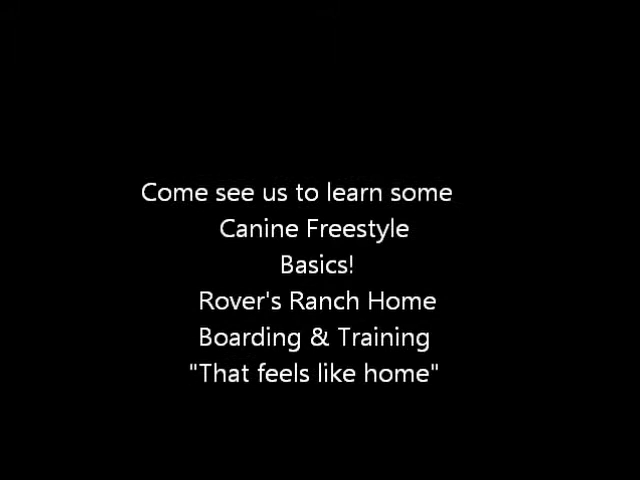 Come see us to learn some
Canine Freestyle
Basics!
Rover's Ranch Home
Boarding & Training
"That feels like home"